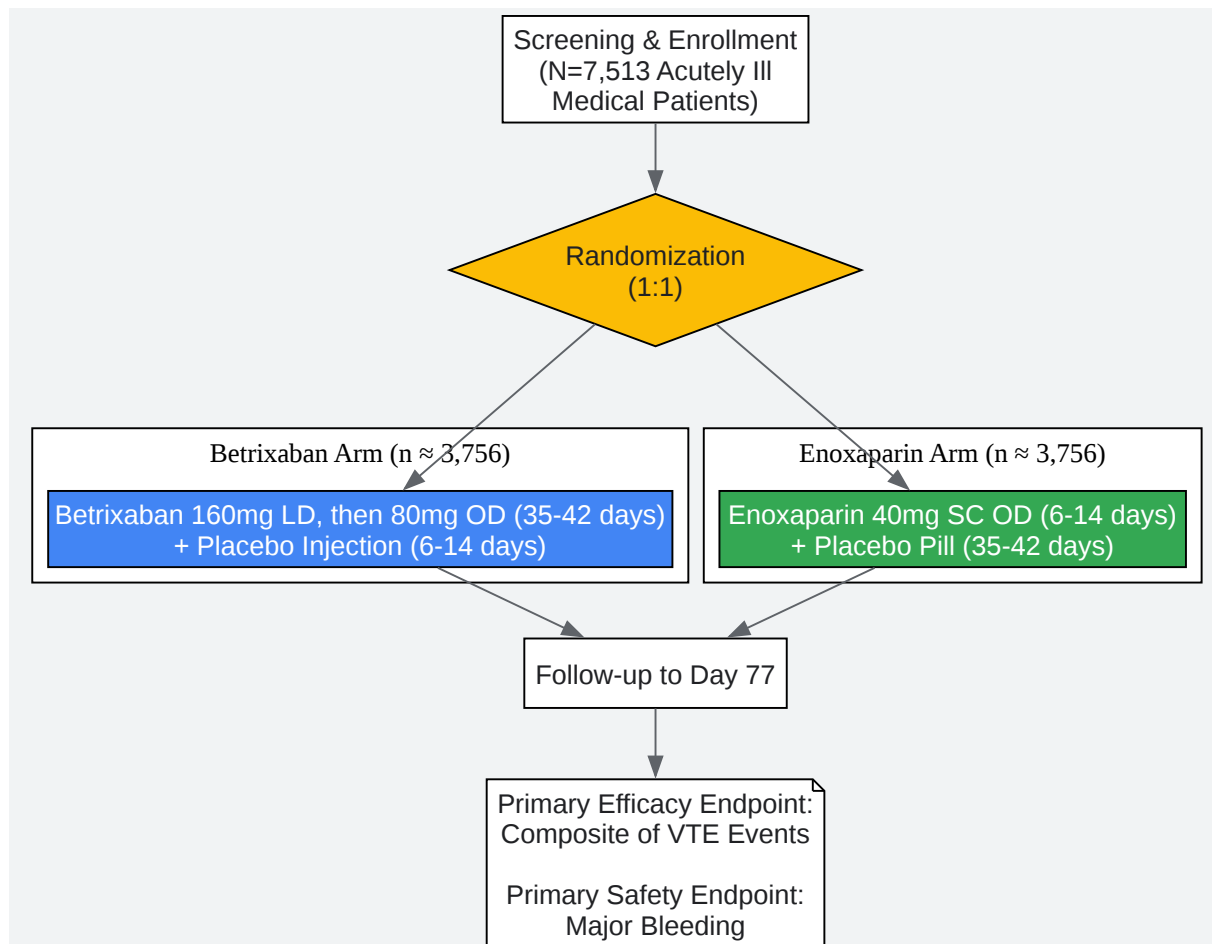 Screening & Enrollment
(N=7,513 Acutely Ill
Medical Patients)
Randomization
(1:1)
Betrixaban Arm (n ≈ 3,756)
Betrixaban 160mg LD, then 80mg OD (35-42 days)
+ Placebo Injection (6-14 days)
Enoxaparin Arm (n ≈ 3,756)
Enoxaparin 40mg SC OD (6-14 days)
+ Placebo Pill (35-42 days)
Follow-up to Day 77
Primary Efficacy Endpoint:
Composite of VTE Events
Primary Safety Endpoint:
Major Bleeding